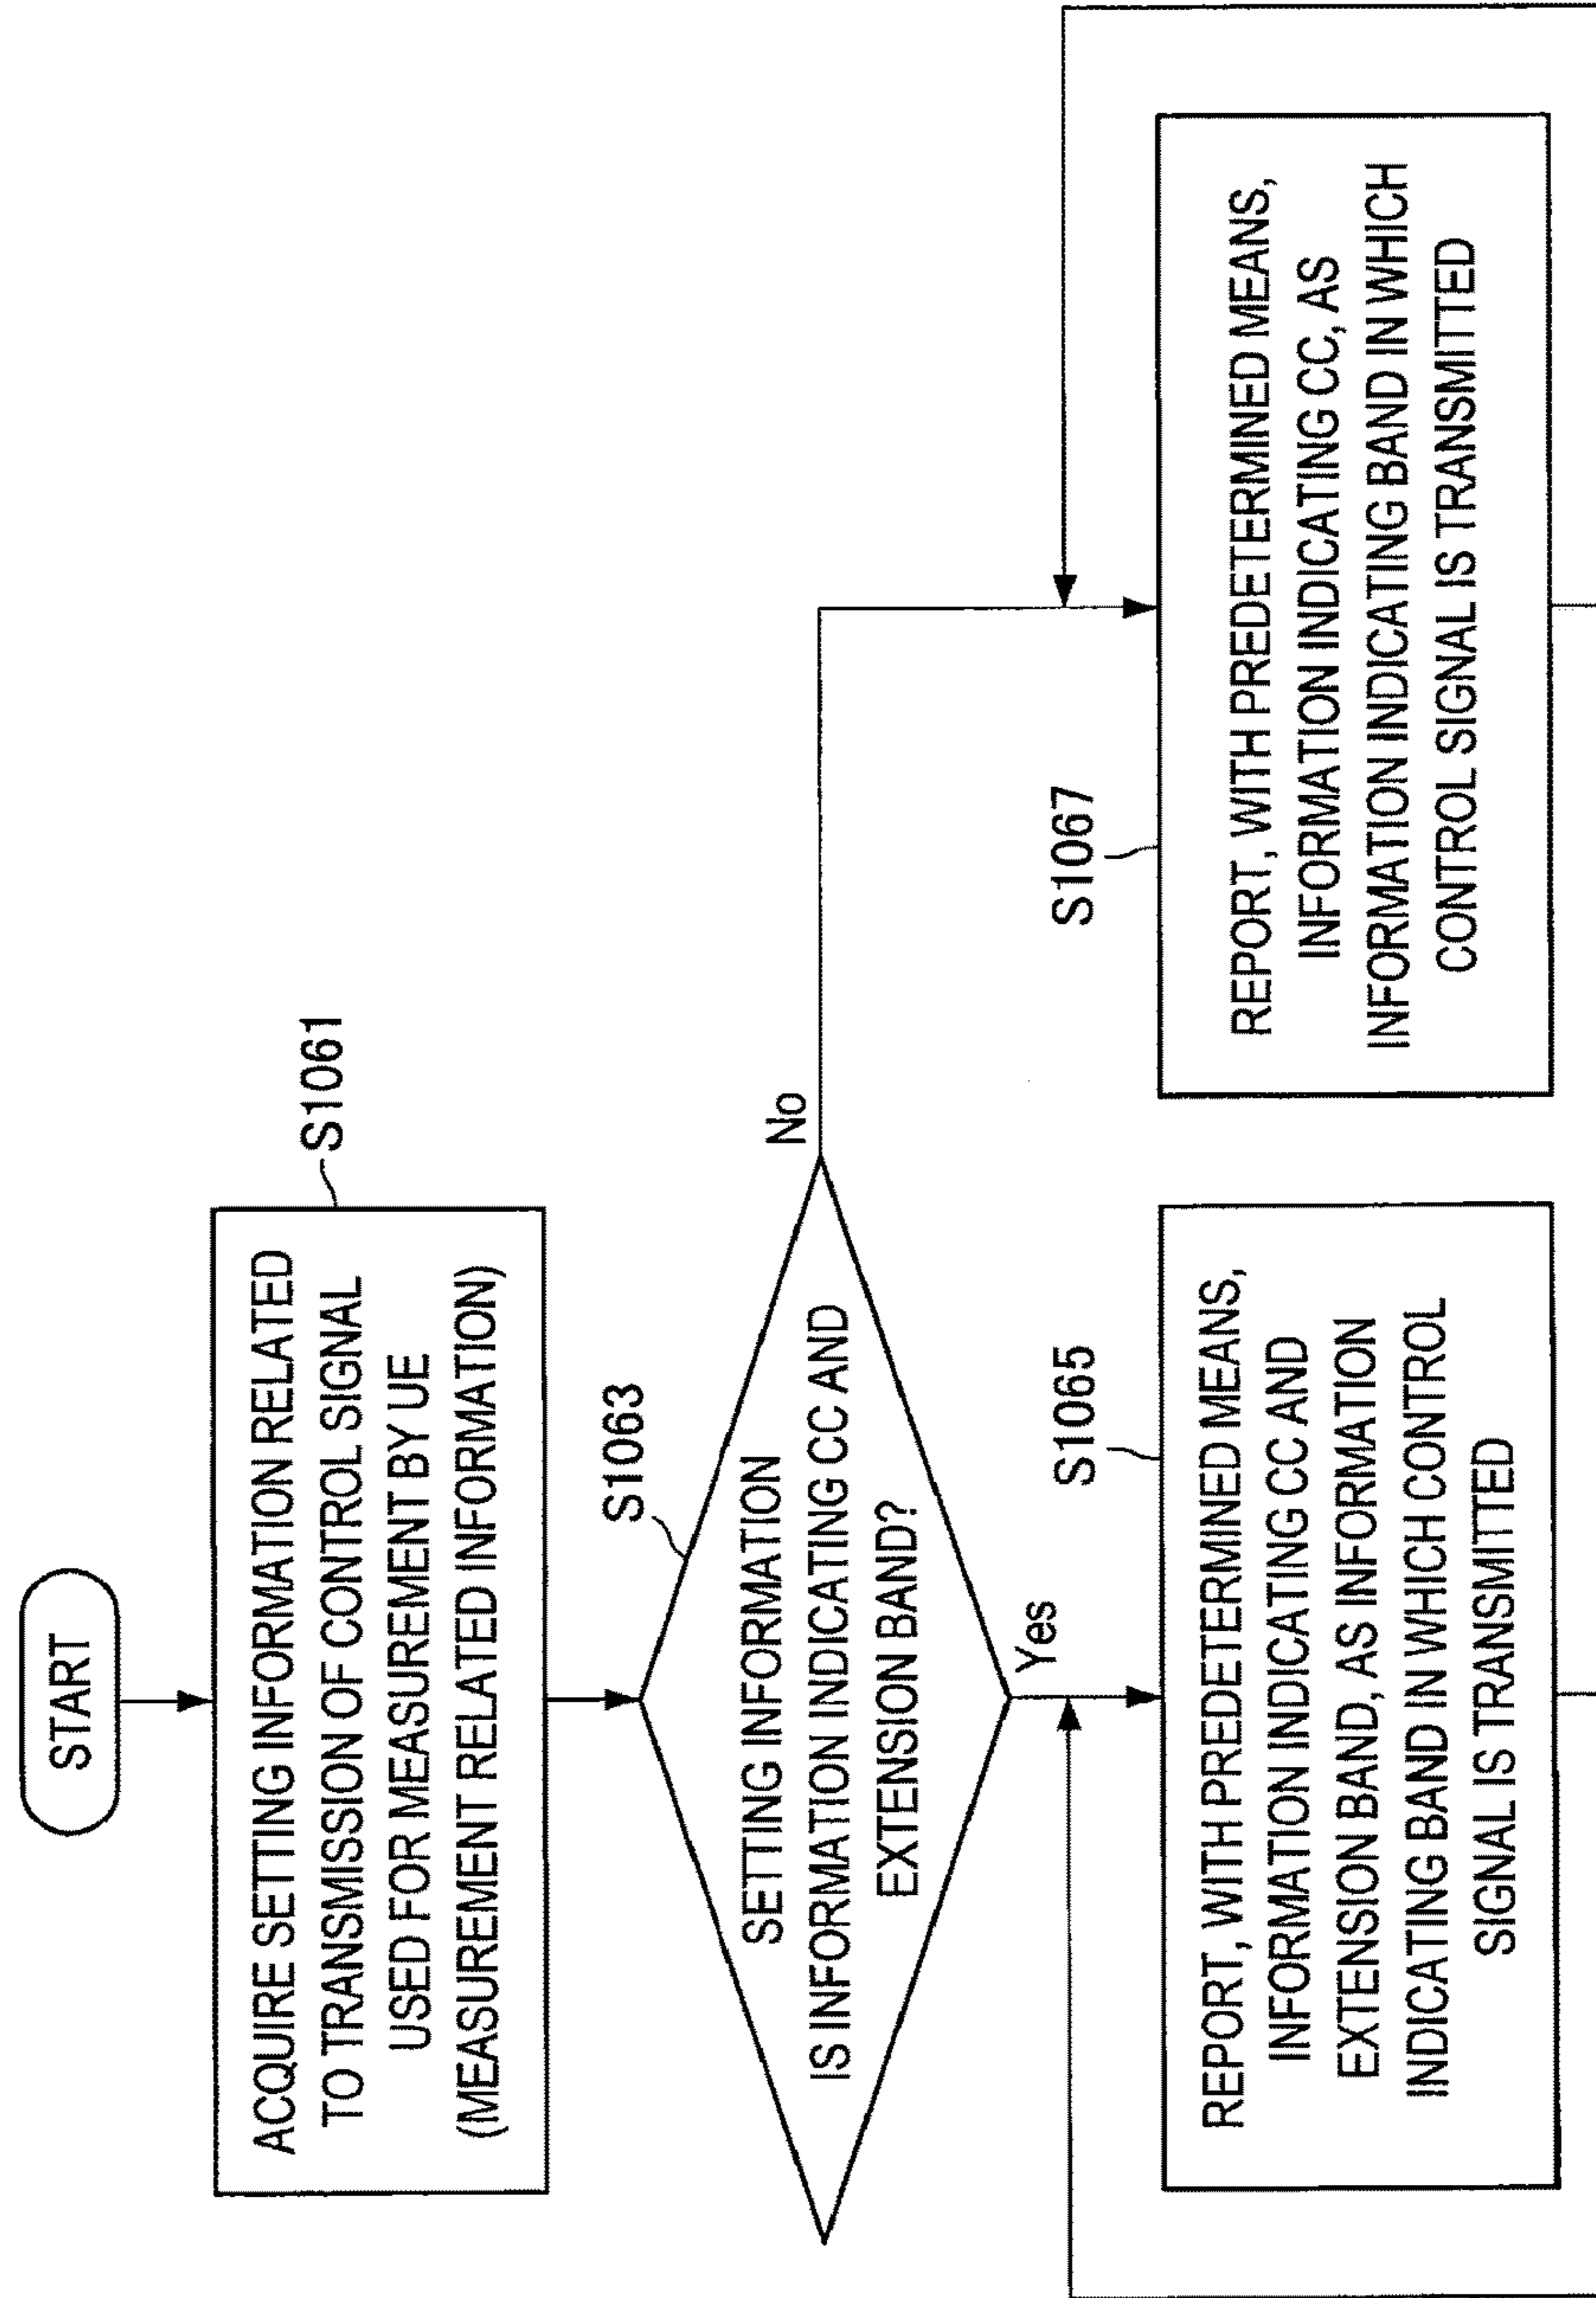 START
S1061
ACQUIRE SETTING INFORMATION RELATED
TO TRANSMISSION OF CONTROL SIGNAL
USED FOR MEASUREMENT BY UE
(MEASUREMENT RELATED INFORMATION)
S1063
SETTING INFORMATION
IS INFORMATION INDICATING CC AND
EXTENSION BAND?
No
Yes
S1065
REPORT, WITH PREDETERMINED MEANS,
INFORMATION INDICATING CC AND
EXTENSION BAND, AS INFORMATION
INDICATING BAND IN WHICH CONTROL
SIGNAL IS TRANSMITTED
S1067
REPORT, WITH PREDETERMINED MEANS,
INFORMATION INDICATING CC, AS
INFORMATION INDICATING BAND IN WHICH
CONTROL SIGNAL IS TRANSMITTED